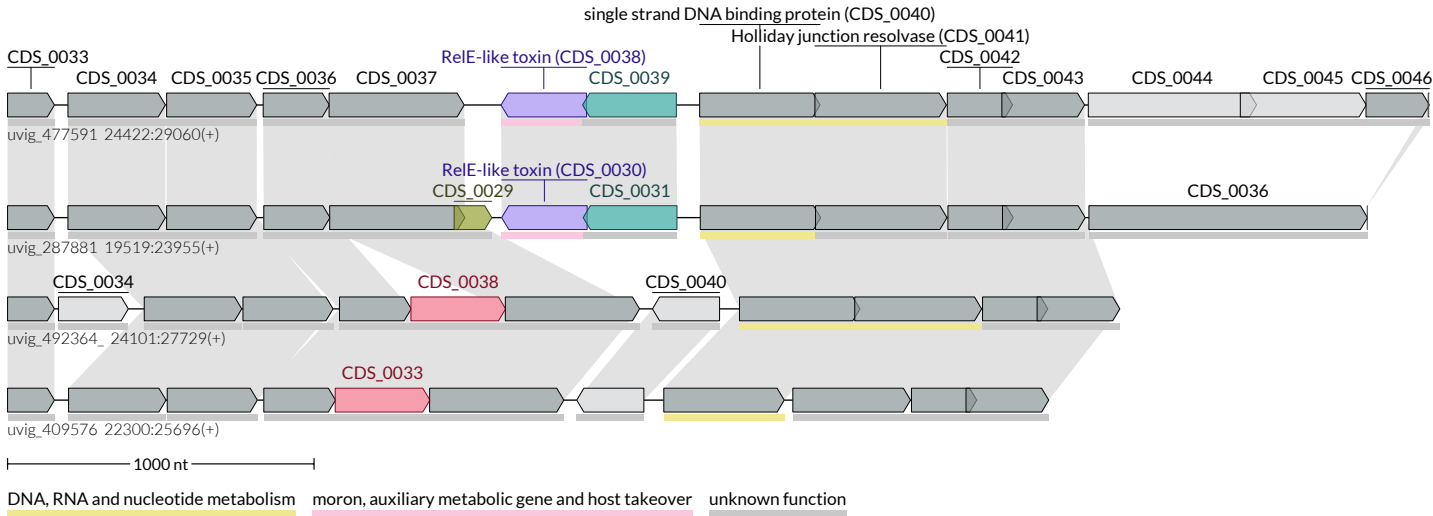 single strand DNA binding protein (CDS_0040)
Holliday junction resolvase (CDS_0041)
CDS_0033 RelE-like toxin (CDS_0038) CDS_0042
CDS_0034 CDS_0035 CDS_0036 CDS_0037 CDS_0039 CDS_0043 CDS_0044 CDS_0045 CDS_0046
uvig_477591 24422:29060(+)
RelE-like toxin (CDS_0030)
CDS_0029 CDS_0031 CDS_0036
uvig_287881 19519:23955(+)
CDS_0034 CDS_0038 CDS_0040
uvig_492364_ 24101:27729(+)
CDS_0033
uvig_409576 22300:25696(+)
1000 nt
DNA, RNA and nucleotide metabolism moron, auxiliary metabolic gene and host takeover unknown function